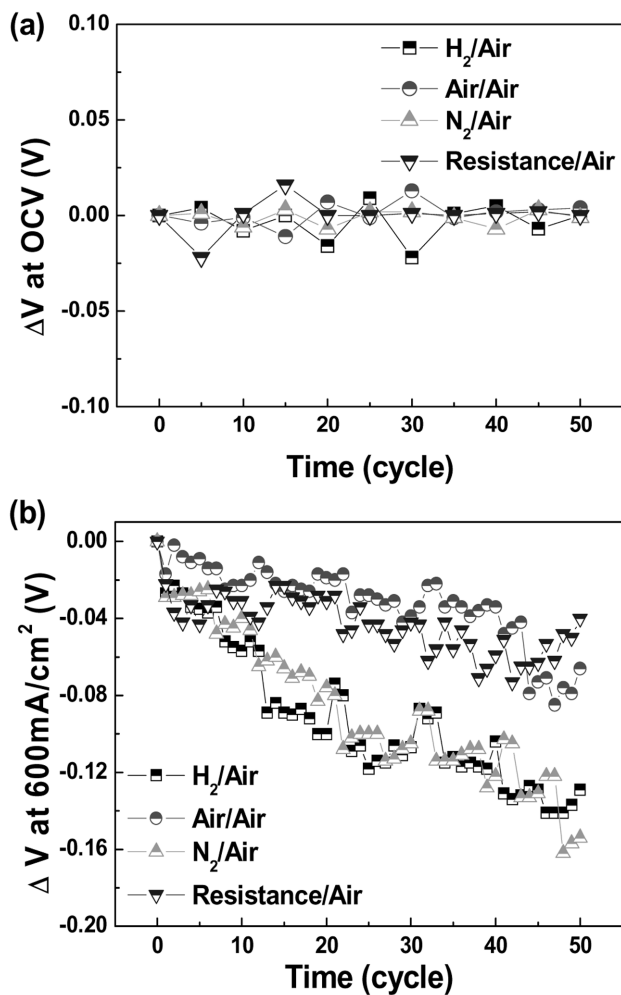 (a)
0.10
0.05
0.00
-0.05
-0.10
ΔV at OCV (V)
H₂/Air
Air/Air
N₂/Air
Resistance/Air
0 10 20 30 40 50
Time (cycle)
(b)
0.00
-0.04
-0.08
-0.12
-0.16
-0.20
Δ V at 600mA/cm² (V)
H₂/Air
Air/Air
N₂/Air
Resistance/Air
0 10 20 30 40 50
Time (cycle)